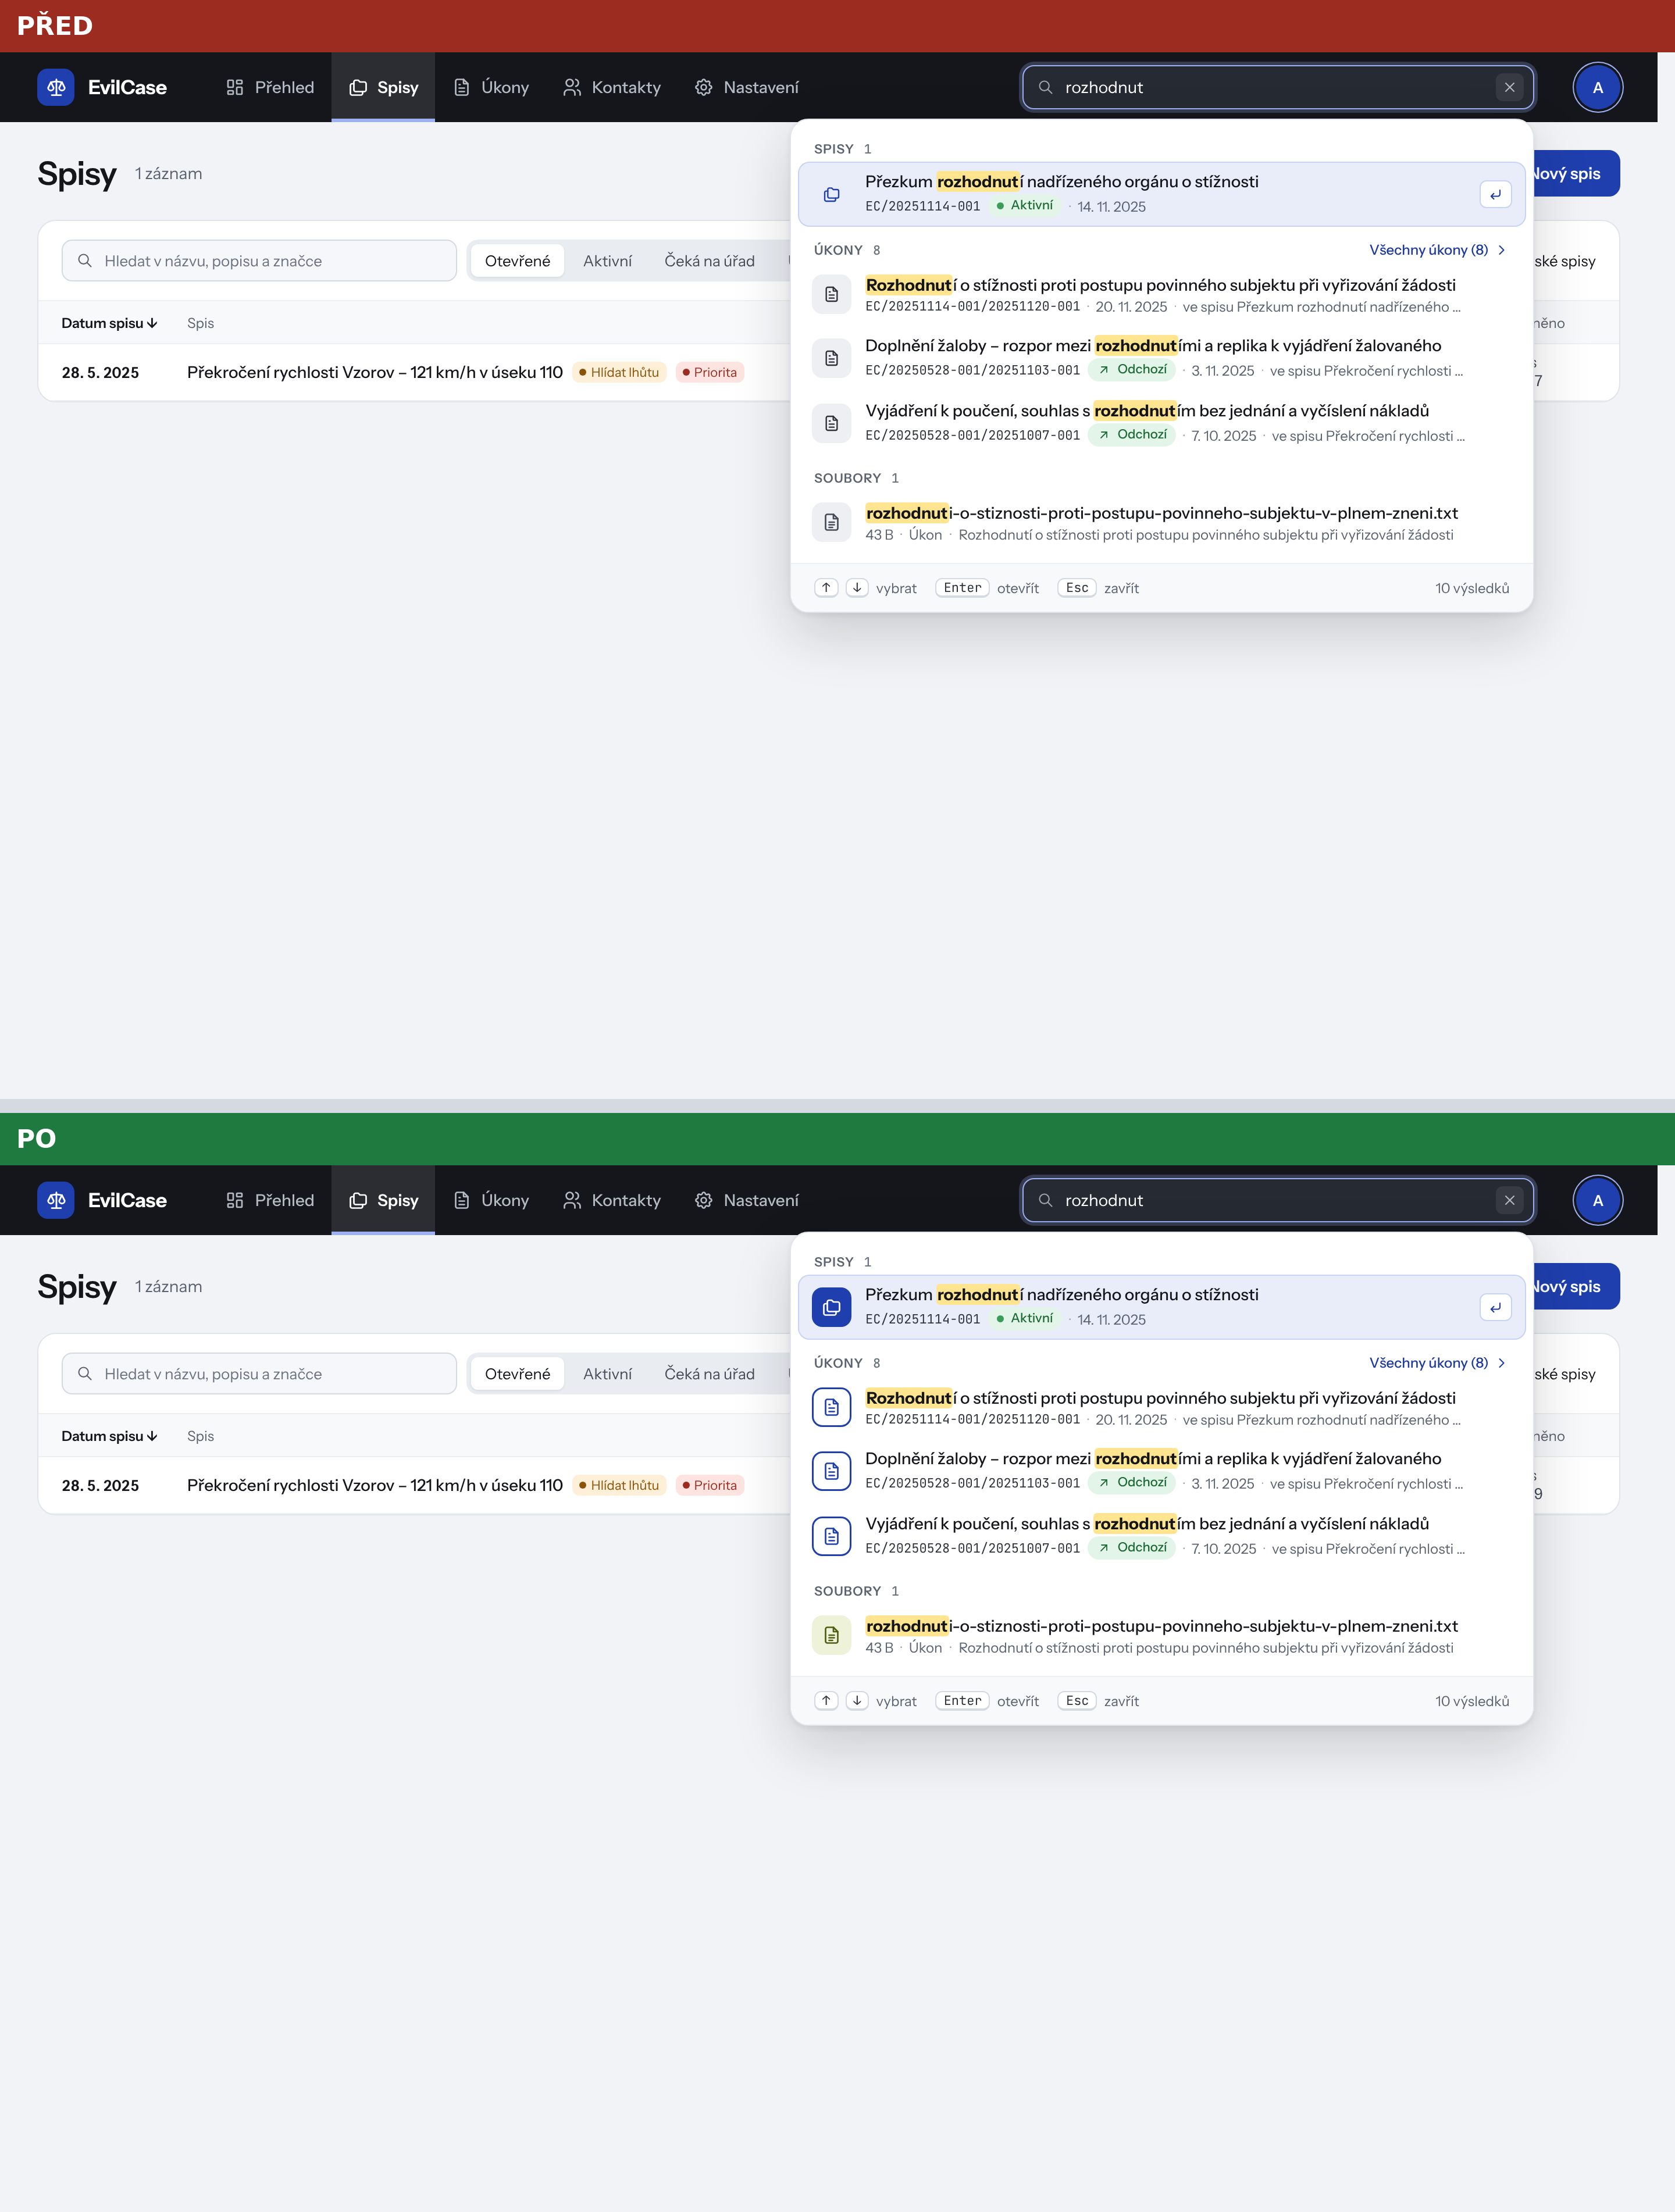 PŘED
EvilCase Přehled Spisy Úkony Kontakty Nastavení rozhodnut A
Spisy 1 záznam Nový spis
SPISY 1
Přezkum rozhodnutí nadřízeného orgánu o stížnosti
EC/20251114-001 Aktivní · 14. 11. 2025
ÚKONY 8 Všechny úkony (8)
Hledat v názvu, popisu a značce Otevřené Aktivní Čeká na úřad ské spisy
Rozhodnutí o stížnosti proti postupu povinného subjektu při vyřizování žádosti
EC/20251114-001/20251120-001 · 20. 11. 2025 · ve spisu Přezkum rozhodnutí nadřízeného …
Datum spisu Spis něno
Doplnění žaloby – rozpor mezi rozhodnutími a replika k vyjádření žalovaného
EC/20250528-001/20251103-001 Odchozí · 3. 11. 2025 · ve spisu Překročení rychlosti …
28. 5. 2025 Překročení rychlosti Vzorov – 121 km/h v úseku 110 Hlídat lhůtu Priorita 7
Vyjádření k poučení, souhlas s rozhodnutím bez jednání a vyčíslení nákladů
EC/20250528-001/20251007-001 Odchozí · 7. 10. 2025 · ve spisu Překročení rychlosti …
SOUBORY 1
rozhodnuti-o-stiznosti-proti-postupu-povinneho-subjektu-v-plnem-zneni.txt
43 B · Úkon · Rozhodnutí o stížnosti proti postupu povinného subjektu při vyřizování žádosti
↑ ↓ vybrat Enter otevřít Esc zavřít 10 výsledků
PO
EvilCase Přehled Spisy Úkony Kontakty Nastavení rozhodnut A
Spisy 1 záznam Nový spis
SPISY 1
Přezkum rozhodnutí nadřízeného orgánu o stížnosti
EC/20251114-001 Aktivní · 14. 11. 2025
ÚKONY 8 Všechny úkony (8)
Hledat v názvu, popisu a značce Otevřené Aktivní Čeká na úřad ské spisy
Rozhodnutí o stížnosti proti postupu povinného subjektu při vyřizování žádosti
EC/20251114-001/20251120-001 · 20. 11. 2025 · ve spisu Přezkum rozhodnutí nadřízeného …
Datum spisu Spis něno
Doplnění žaloby – rozpor mezi rozhodnutími a replika k vyjádření žalovaného
EC/20250528-001/20251103-001 Odchozí · 3. 11. 2025 · ve spisu Překročení rychlosti …
28. 5. 2025 Překročení rychlosti Vzorov – 121 km/h v úseku 110 Hlídat lhůtu Priorita 9
Vyjádření k poučení, souhlas s rozhodnutím bez jednání a vyčíslení nákladů
EC/20250528-001/20251007-001 Odchozí · 7. 10. 2025 · ve spisu Překročení rychlosti …
SOUBORY 1
rozhodnuti-o-stiznosti-proti-postupu-povinneho-subjektu-v-plnem-zneni.txt
43 B · Úkon · Rozhodnutí o stížnosti proti postupu povinného subjektu při vyřizování žádosti
↑ ↓ vybrat Enter otevřít Esc zavřít 10 výsledků